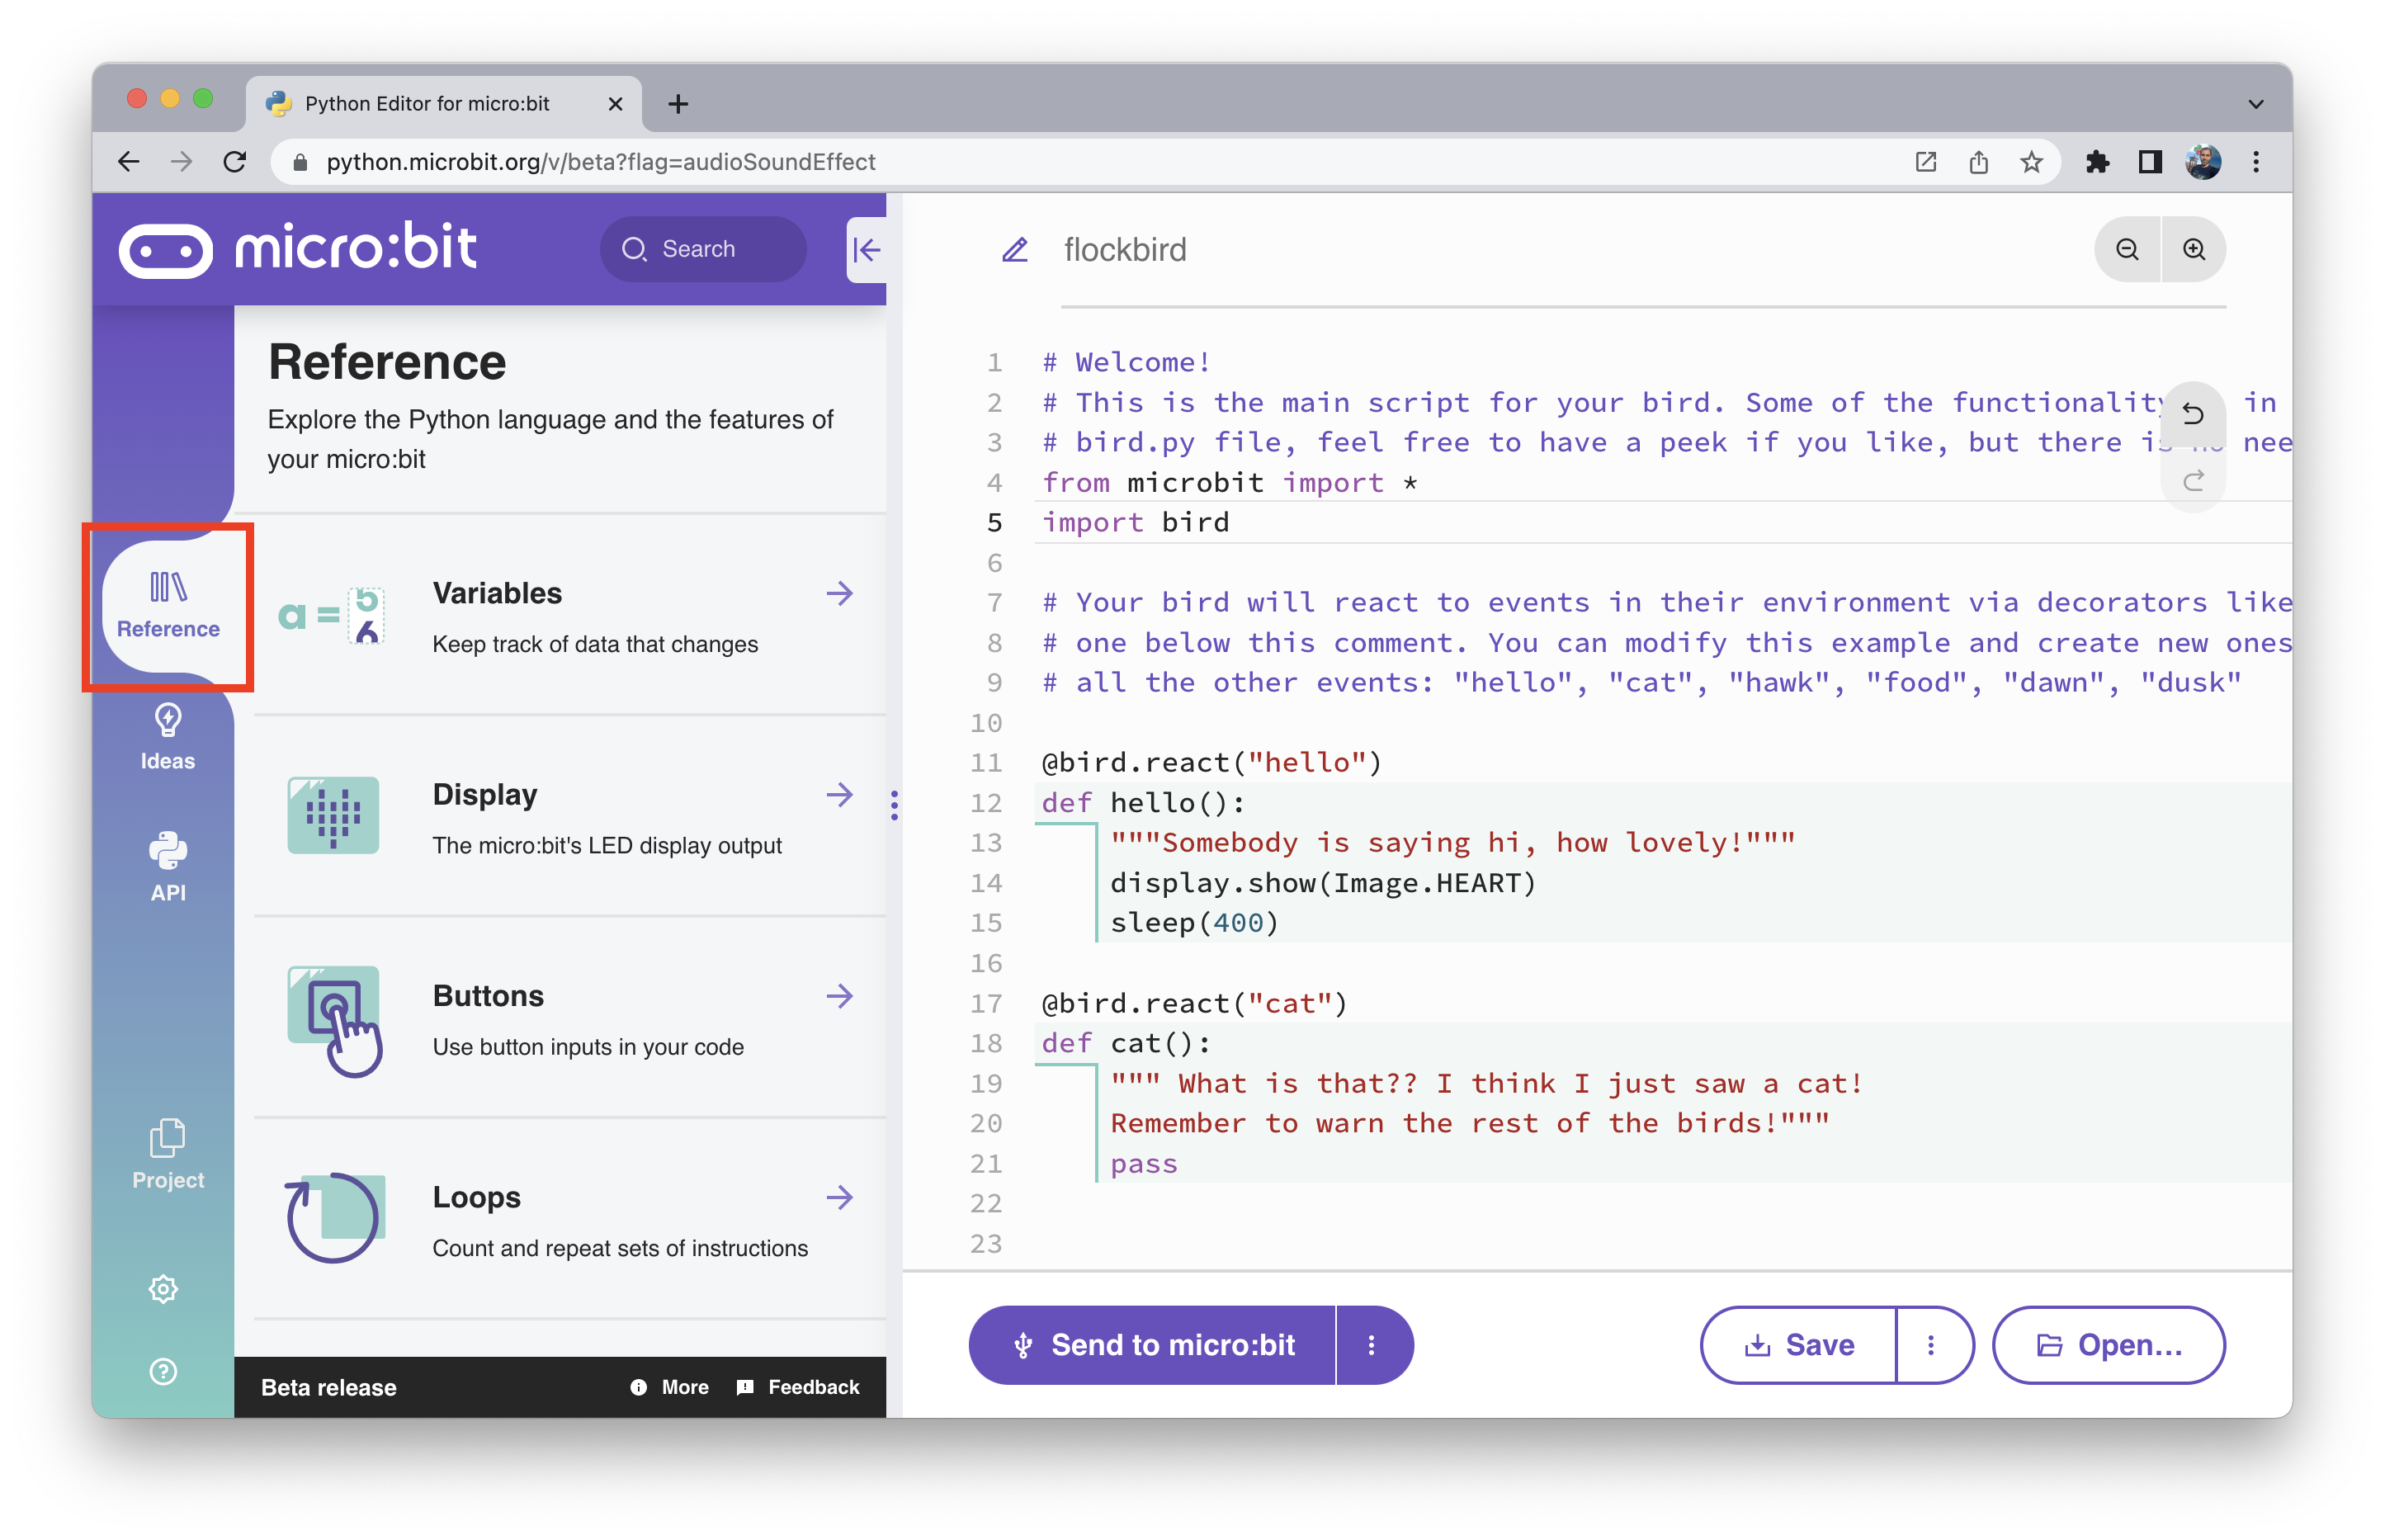 Python Editor for micro:bit
python.microbit.org/v/beta?flag=audioSoundEffect
micro:bit
Search
Reference
Explore the Python language and the features of
your micro:bit
Reference
Ideas
API
Project
a = 5
6
Variables
Keep track of data that changes
Display
The micro:bit's LED display output
Buttons
Use button inputs in your code
Loops
Count and repeat sets of instructions
Beta release
More
Feedback
flockbird
1 # Welcome!
2 # This is the main script for your bird. Some of the functionality in
3 # bird.py file, feel free to have a peek if you like, but there is no nee
4 from microbit import *
5 import bird
6
7 # Your bird will react to events in their environment via decorators like
8 # one below this comment. You can modify this example and create new ones
9 # all the other events: "hello", "cat", "hawk", "food", "dawn", "dusk"
10
11 @bird.react("hello")
12 def hello():
13 """Somebody is saying hi, how lovely!"""
14 display.show(Image.HEART)
15 sleep(400)
16
17 @bird.react("cat")
18 def cat():
19 """ What is that?? I think I just saw a cat!
20 Remember to warn the rest of the birds!"""
21 pass
22
23
Send to micro:bit
Save
Open...